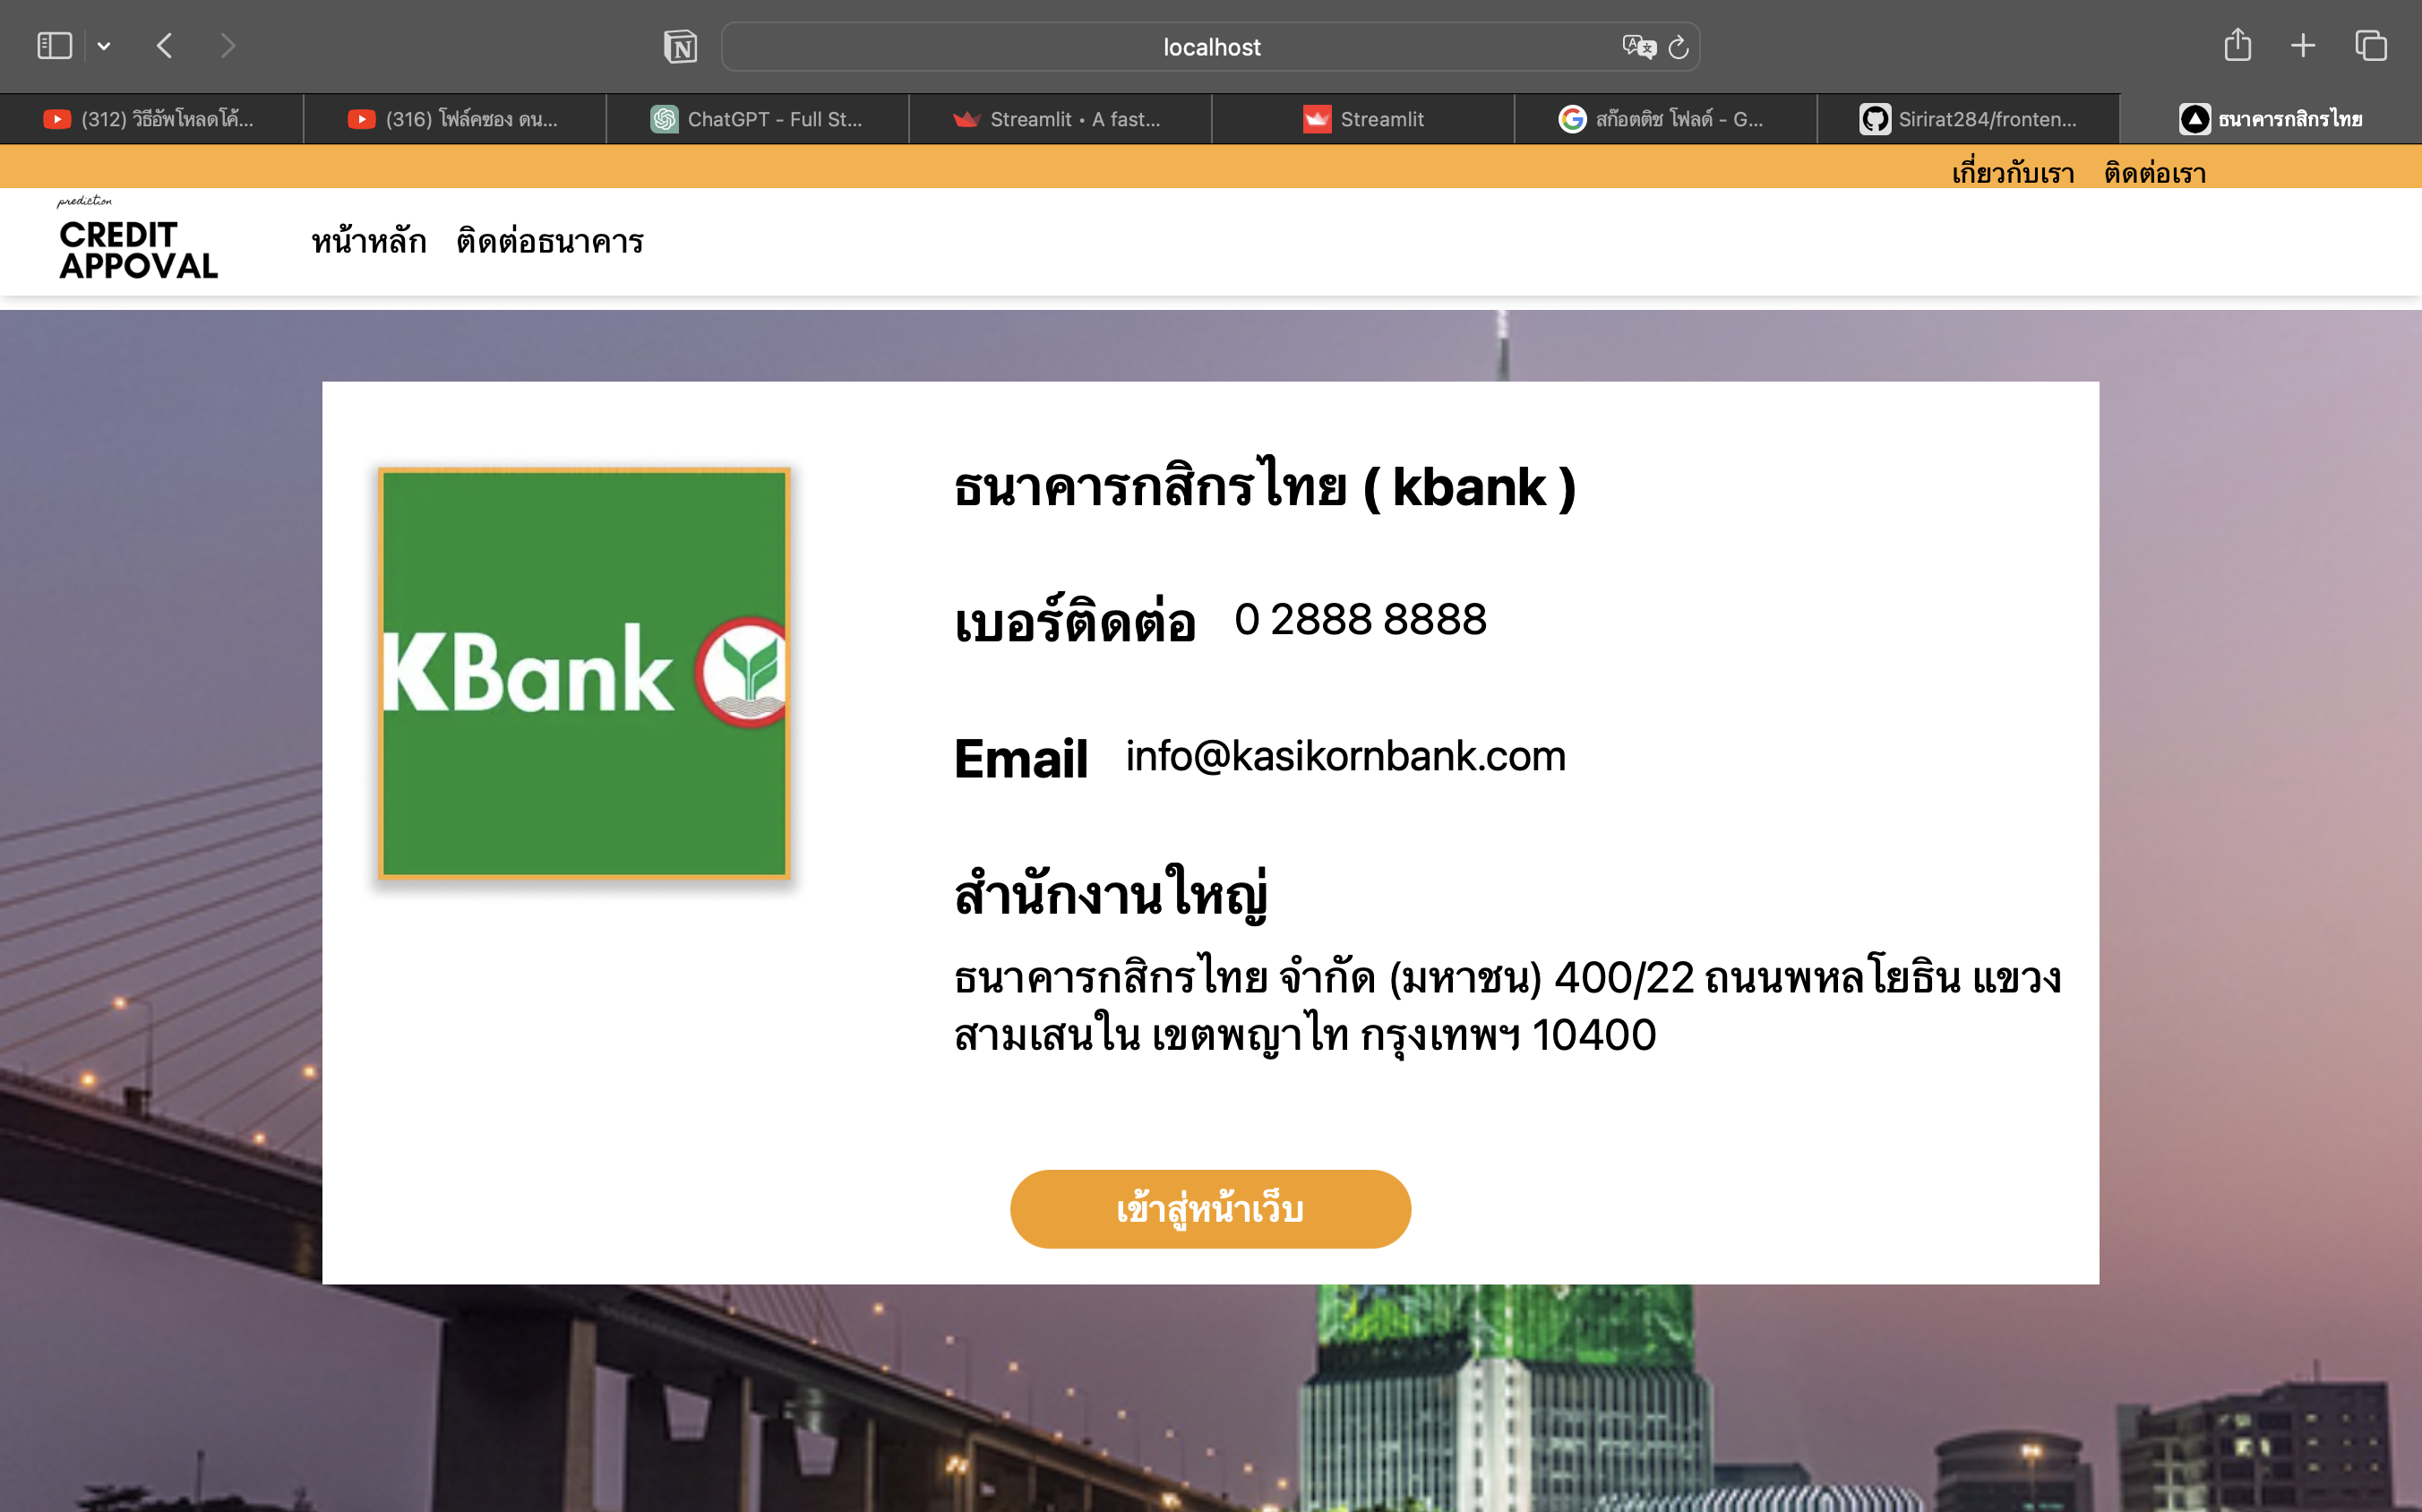 localhost
(312) วิธีอัพโหลดโค้...
(316) โฟล์คซอง ดน...
ChatGPT - Full St...
Streamlit • A fast...
Streamlit
สก๊อตติช โฟลด์ - G...
Sirirat284/fronten...
ธนาคารกสิกรไทย
เกี่ยวกับเรา ติดต่อเรา
prediction
CREDIT
APPOVAL
หน้าหลัก ติดต่อธนาคาร
KBank
ธนาคารกสิกรไทย ( kbank )
เบอร์ติดต่อ 0 2888 8888
Email info@kasikornbank.com
สำนักงานใหญ่
ธนาคารกสิกรไทย จำกัด (มหาชน) 400/22 ถนนพหลโยธิน แขวง
สามเสนใน เขตพญาไท กรุงเทพฯ 10400
เข้าสู่หน้าเว็บ